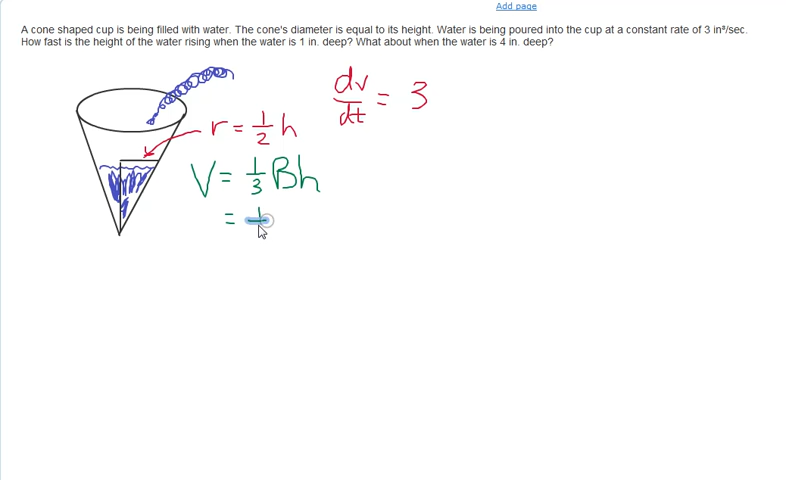 Add page
A cone shaped cup is being filled with water. The cone's diameter is equal to its height. Water is being poured into the cup at a constant rate of 3 in³/sec.
How fast is the height of the water rising when the water is 1 in. deep? What about when the water is 4 in. deep?
dv/dt = 3
r = 1/2 h
V = 1/3 Bh
= 1